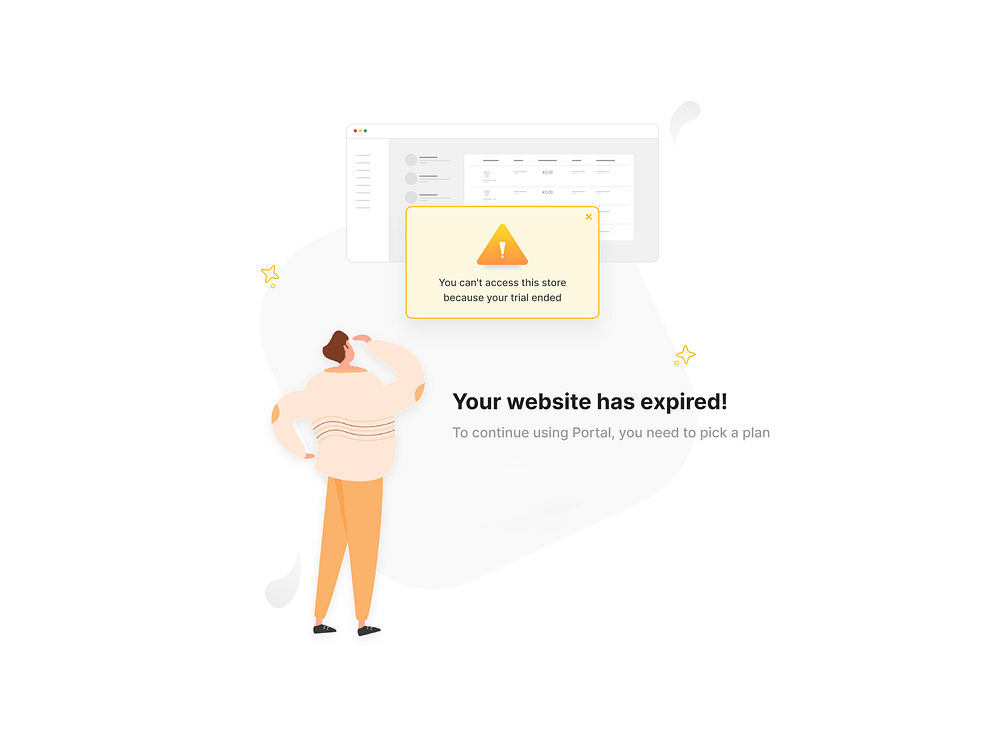 €0.00
€0.00
You can't access this store
because your trial ended
Your website has expired!
To continue using Portal, you need to pick a plan